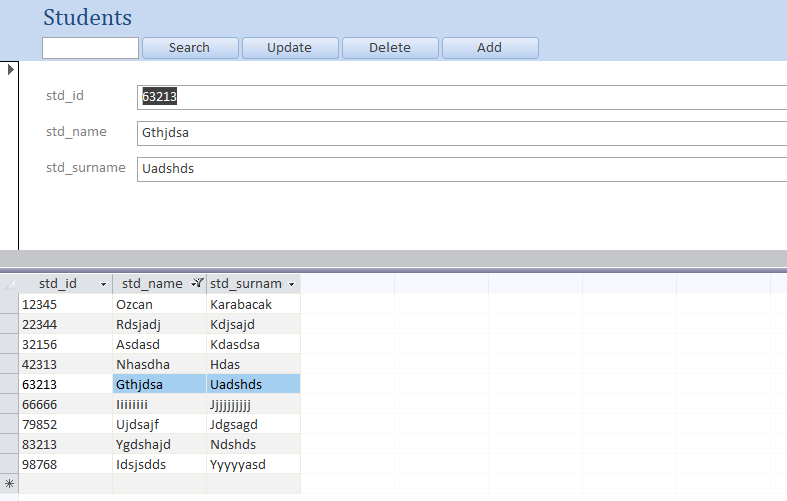 Students
Search Update Delete Add
std_id 63213
std_name Gthjdsa
std_surname Uadshds
std_id std_name std_surnam
12345 Ozcan Karabacak
22344 Rdsjadj Kdjsajd
32156 Asdasd Kdasdsa
42313 Nhasdha Hdas
63213 Gthjdsa Uadshds
66666 Iiiiiiii Jjjjjjjjjj
79852 Ujdsajf Jdgsagd
83213 Ygdshajd Ndshds
98768 Idsjsdds Yyyyyasd